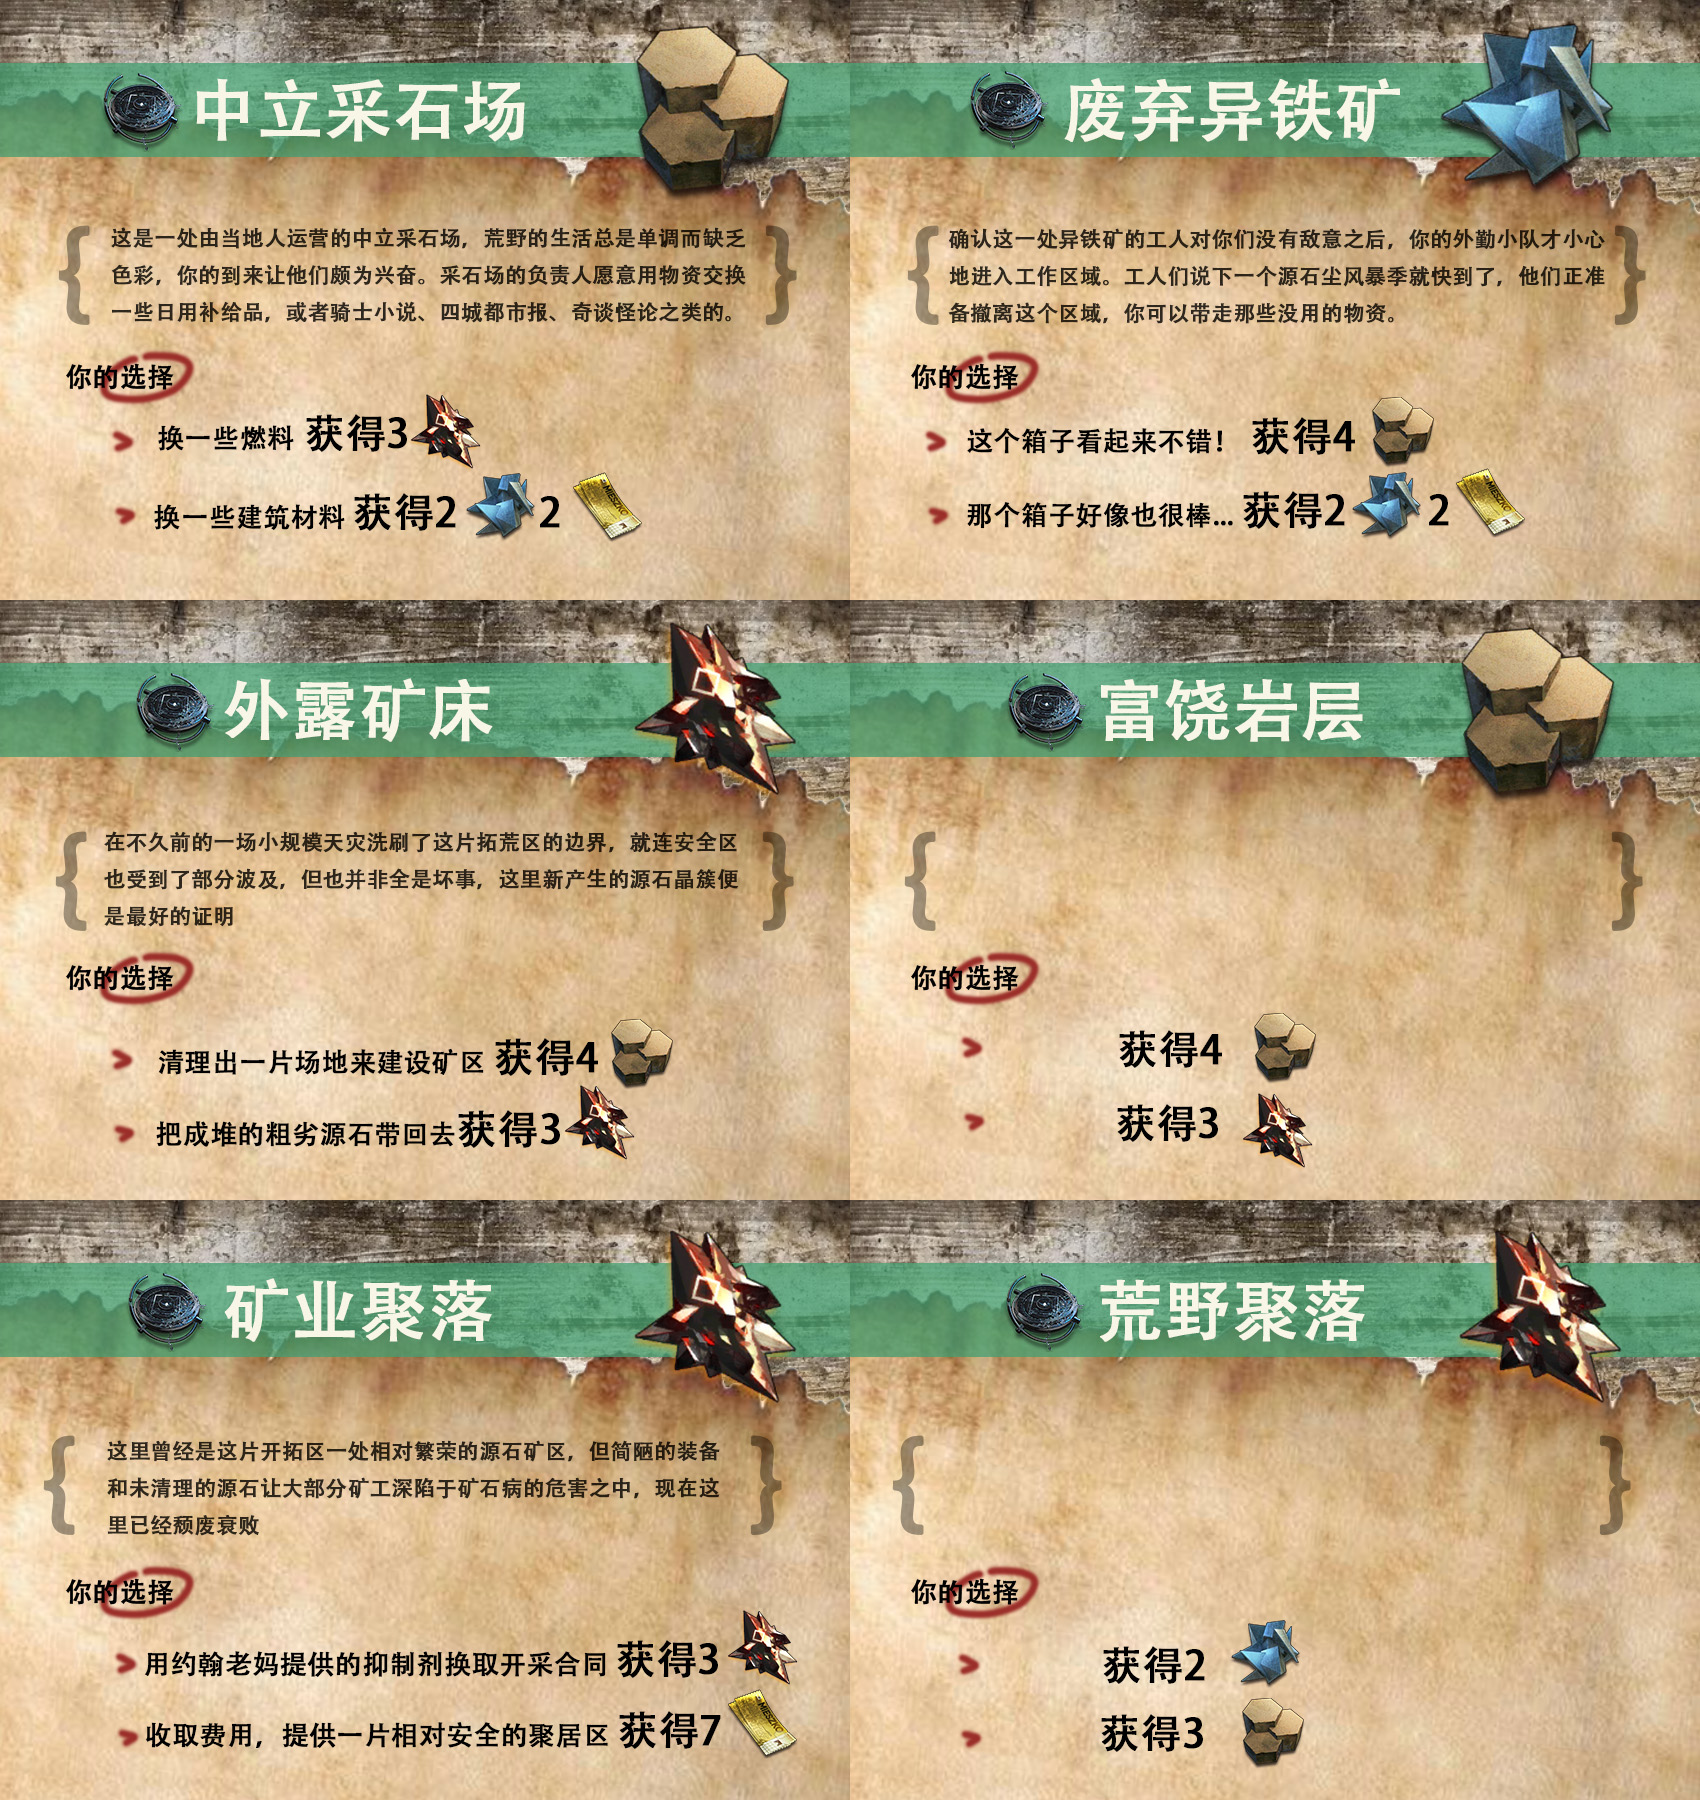 中立采石场
这是一处由当地人运营的中立采石场，荒野的生活总是单调而缺乏
色彩，你的到来让他们颇为兴奋。采石场的负责人愿意用物资交换
一些日用补给品，或者骑士小说、四城都市报、奇谈怪论之类的。
你的选择
换一些燃料 获得3
换一些建筑材料 获得2 2
废弃异铁矿
确认这一处异铁矿的工人对你们没有敌意之后，你的外勤小队才小心
地进入工作区域。工人们说下一个源石尘风暴季就快到了，他们正准
备撤离这个区域，你可以带走那些没用的物资。
你的选择
这个箱子看起来不错！ 获得4
那个箱子好像也很棒... 获得2 2
外露矿床
在不久前的一场小规模天灾洗刷了这片拓荒区的边界，就连安全区
也受到了部分波及，但也并非全是坏事，这里新产生的源石晶簇便
是最好的证明
你的选择
清理出一片场地来建设矿区 获得4
把成堆的粗劣源石带回去获得3
富饶岩层
你的选择
获得4
获得3
矿业聚落
这里曾经是这片开拓区一处相对繁荣的源石矿区，但简陋的装备
和未清理的源石让大部分矿工深陷于矿石病的危害之中，现在这
里已经颓废衰败
你的选择
用约翰老妈提供的抑制剂换取开采合同 获得3
收取费用，提供一片相对安全的聚居区 获得7
荒野聚落
你的选择
获得2
获得3